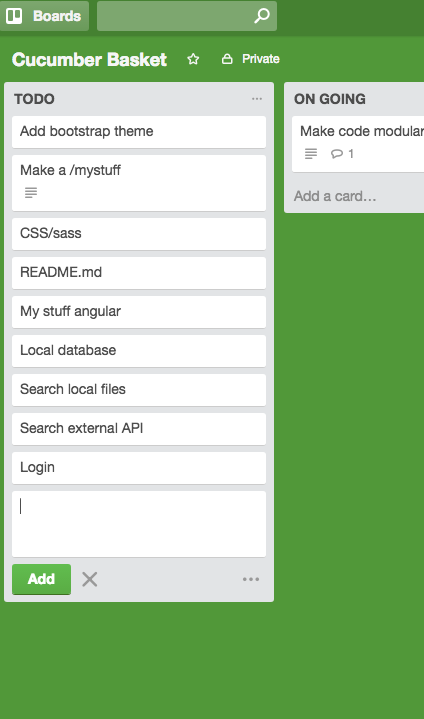 Boards
Cucumber Basket
Private
TODO
Add bootstrap theme
Make a /mystuff
CSS/sass
README.md
My stuff angular
Local database
Search local files
Search external API
Login
Add
ON GOING
Make code modular
1
Add a card…